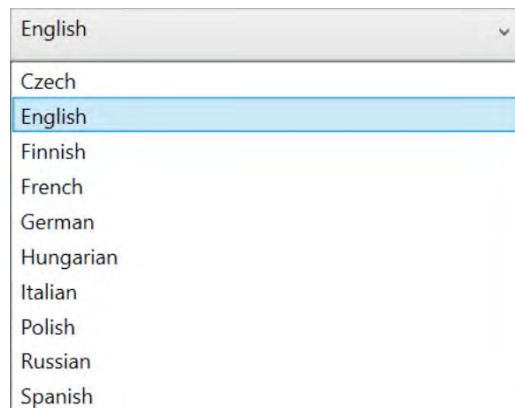 English
Czech
English
Finnish
French
German
Hungarian
Italian
Polish
Russian
Spanish